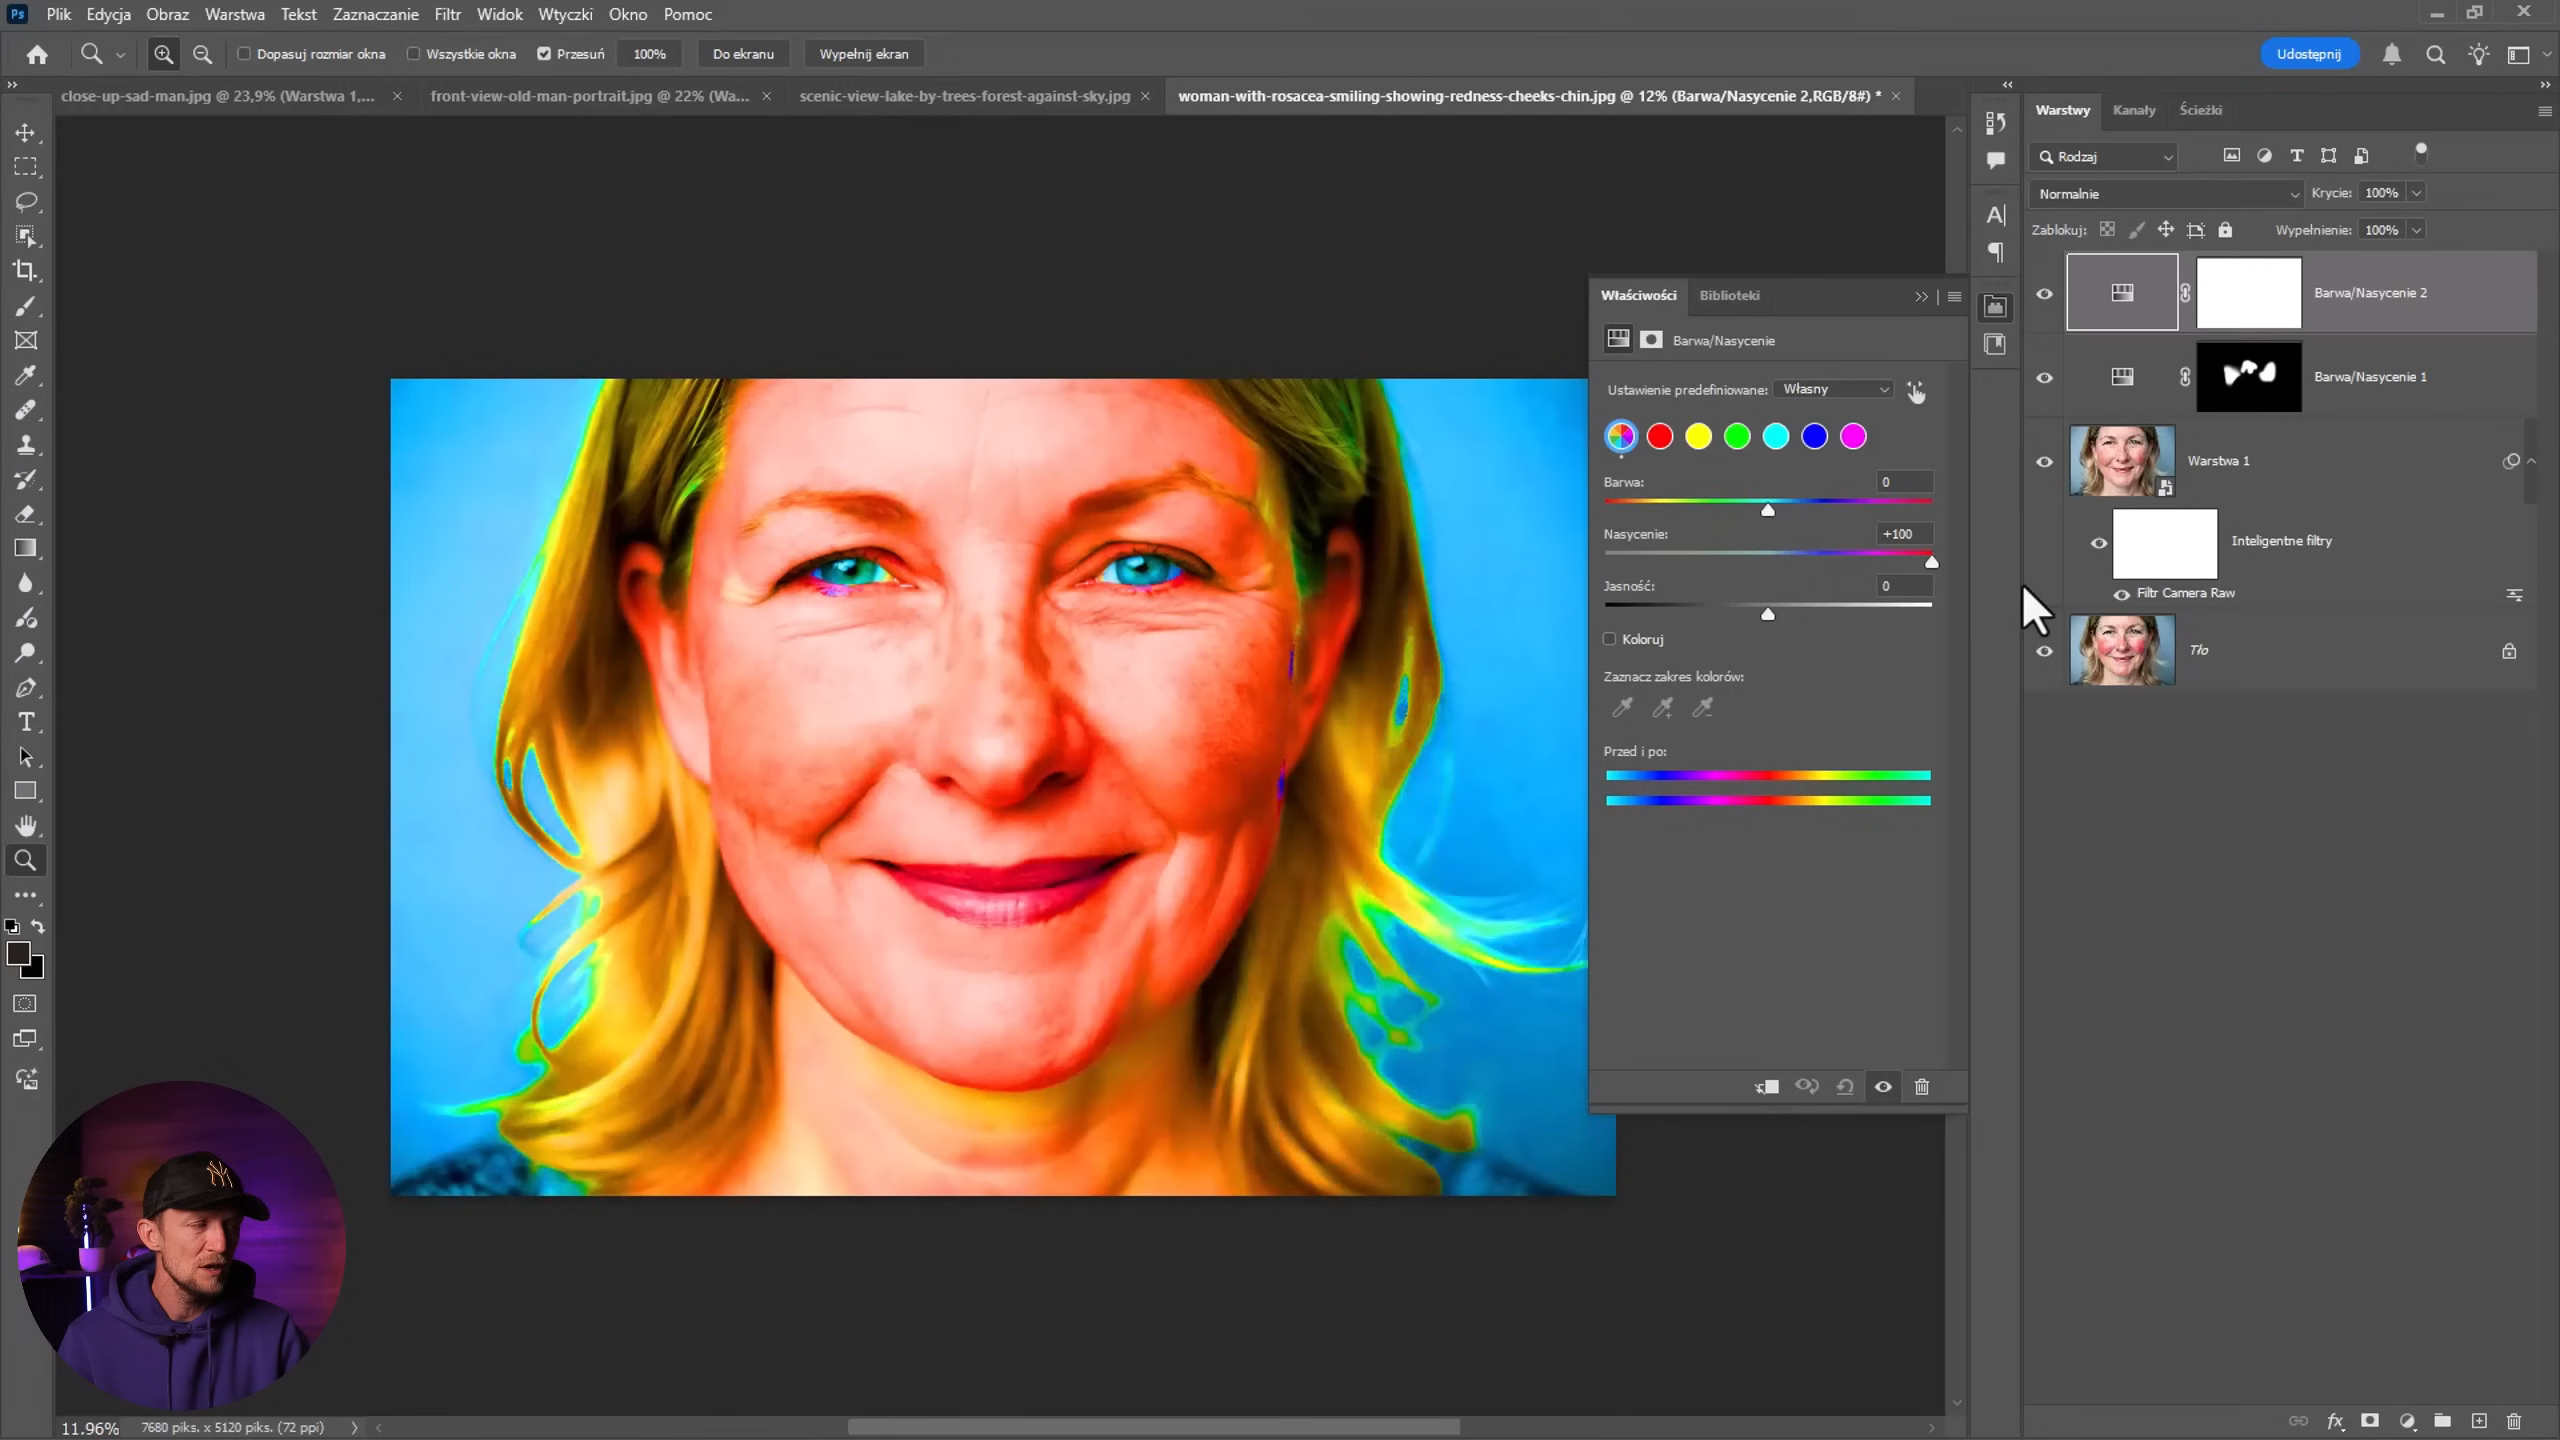 Ps Plik Edycja Obraz Warstwa Tekst Zaznaczanie Filtr Widok Wtyczki Okno Pomoc
Dopasuj rozmiar okna Wszystkie okna Przesuń 100% Do ekranu Wypełnij ekran Udostępnij
close-up-sad-man.jpg @ 23,9% (Warstwa 1,... front-view-old-man-portrait.jpg @ 22% (Wa... scenic-view-lake-by-trees-forest-against-sky.jpg woman-with-rosacea-smiling-showing-redness-cheeks-chin.jpg @ 12% (Barwa/Nasycenie 2,RGB/8#) *
Warstwy Kanały Ścieżki
Rodzaj
Normalnie Krycie: 100%
Zablokuj: Wypełnienie: 100%
Barwa/Nasycenie 2
Barwa/Nasycenie 1
Warstwa 1
Inteligentne filtry
Filtr Camera Raw
Tło
Właściwości Biblioteki
Barwa/Nasycenie
Ustawienie predefiniowane: Własny
Barwa: 0
Nasycenie: +100
Jasność: 0
Koloruj
Zaznacz zakres kolorów:
Przed i po:
NY
11.96% 7680 piks. x 5120 piks. (72 ppi)
fx